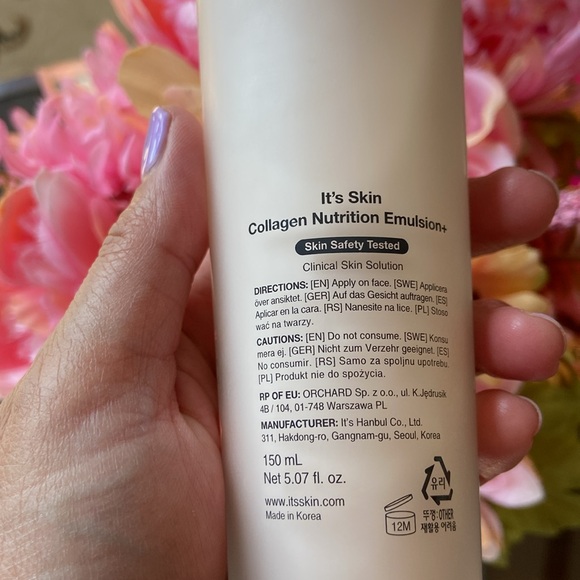 It's Skin
Collagen Nutrition Emulsion+
Skin Safety Tested
Clinical Skin Solution
DIRECTIONS: [EN] Apply on face. [SWE] Applicera
över ansiktet. [GER] Auf das Gesicht auftragen. [ES]
Aplicar en la cara. [RS] Nanesite na lice. [PL] Stoso
wać na twarzy.
CAUTIONS: [EN] Do not consume. [SWE] Konsu
mera ej. [GER] Nicht zum Verzehr geeignet. [ES]
No consumir. [RS] Samo za spoljnu upotrebu.
[PL] Produkt nie do spożycia.
RP OF EU: ORCHARD Sp. z o.o., ul. K.Jędrusik
4B / 104, 01-748 Warszawa PL
MANUFACTURER: It's Hanbul Co., Ltd.
311, Hakdong-ro, Gangnam-gu, Seoul, Korea
150 mL
Net 5.07 fl. oz.
www.itsskin.com
Made in Korea
12M
유리
뚜껑: OTHER
재활용 어려움